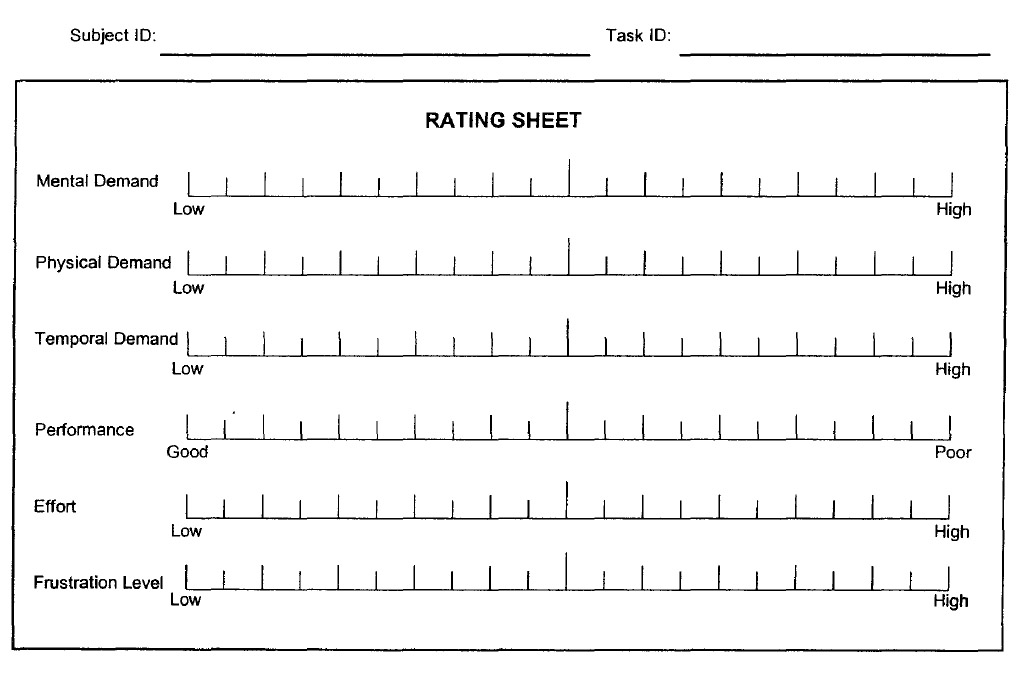 Subject ID: Task ID:
RATING SHEET
Mental Demand
Low High
Physical Demand
Low High
Temporal Demand
Low High
Performance
Good Poor
Effort
Low High
Frustration Level
Low High